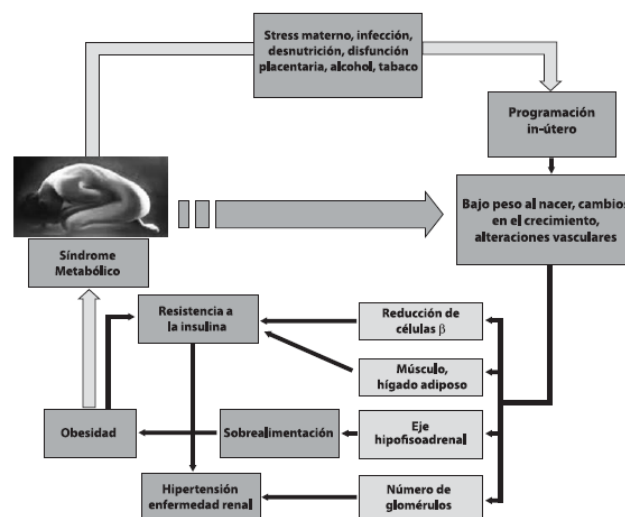 Stress materno, infección,
desnutrición, disfunción
placentaria, alcohol, tabaco
Programación
in-útero
Bajo peso al nacer, cambios
en el crecimiento,
alteraciones vasculares
Síndrome
Metabólico
Resistencia a
la insulina
Reducción de
células β
Músculo,
hígado adiposo
Obesidad
Sobrealimentación
Eje
hipofisoadrenal
Hipertensión
enfermedad renal
Número de
glomérulos